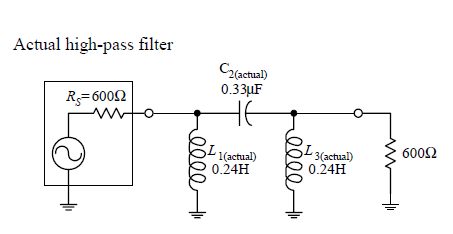 Actual high-pass filter
C2(actual)
0.33µF
RS=600Ω
L1(actual)
0.24H
L3(actual)
0.24H
600Ω